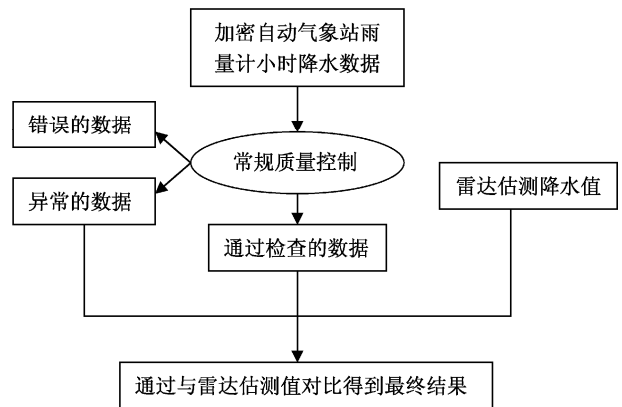 加密自动气象站雨
量计小时降水数据
错误的数据
常规质量控制
异常的数据
雷达估测降水值
通过检查的数据
通过与雷达估测值对比得到最终结果